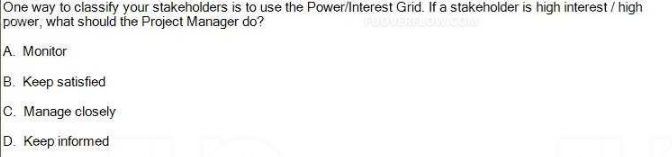 One way to classify your stakeholders is to use the Power/Interest Grid. If a stakeholder is high interest / high
power, what should the Project Manager do?
A. Monitor
B. Keep satisfied
C. Manage closely
D. Keep informed